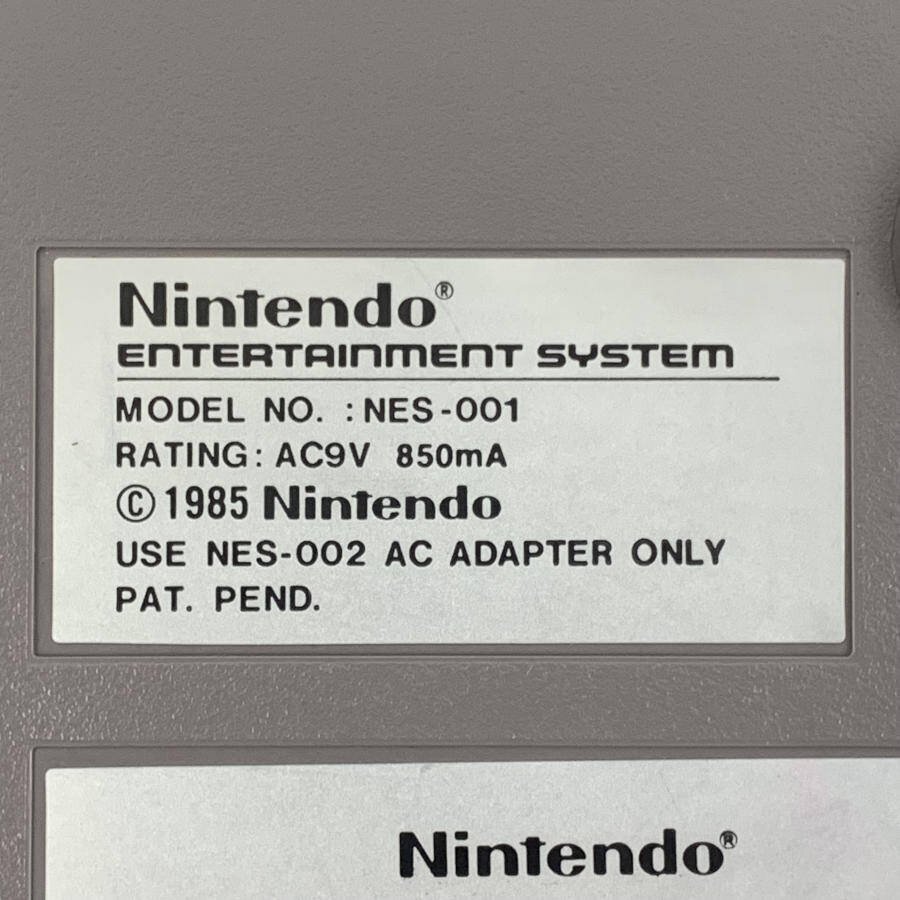 Nintendo®
ENTERTAINMENT SYSTEM
MODEL NO. : NES-001
RATING: AC9V 850mA
©1985 Nintendo
USE NES-002 AC ADAPTER ONLY
PAT. PEND.
Nintendo®